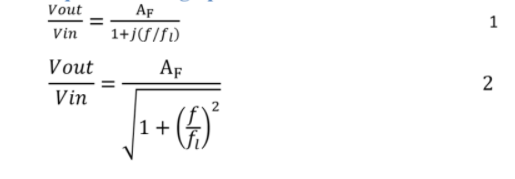 Vout/Vin = A_F/(1+j(f/f_l)) 1
Vout/Vin = A_F/√(1 + (f/f_l)^2) 2